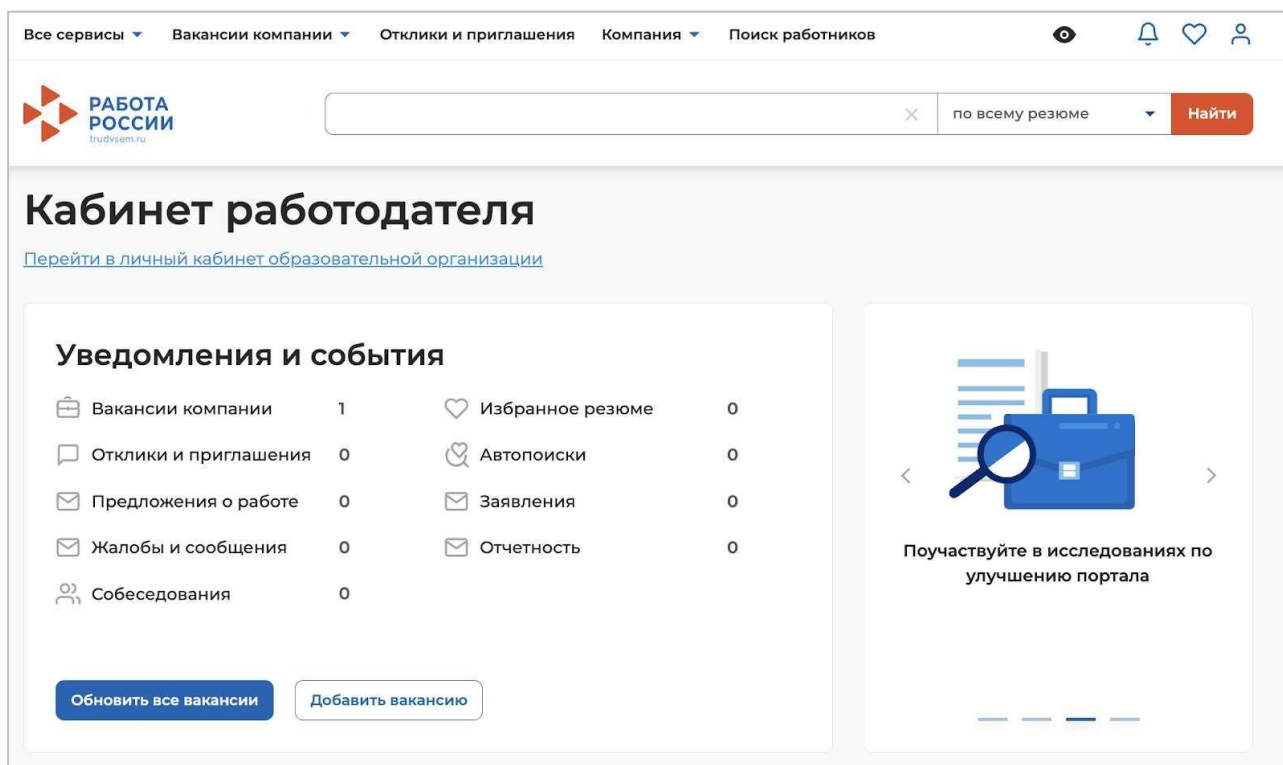 Все сервисы Вакансии компании Отклики и приглашения Компания Поиск работников
РАБОТА
РОССИИ
trudvsem.ru
по всему резюме Найти
Кабинет работодателя
Перейти в личный кабинет образовательной организации
Уведомления и события
Вакансии компании 1 Избранное резюме 0
Отклики и приглашения 0 Автопоиски 0
Предложения о работе 0 Заявления 0
Жалобы и сообщения 0 Отчетность 0
Собеседования 0
Обновить все вакансии Добавить вакансию
Поучаствуйте в исследованиях по
улучшению портала